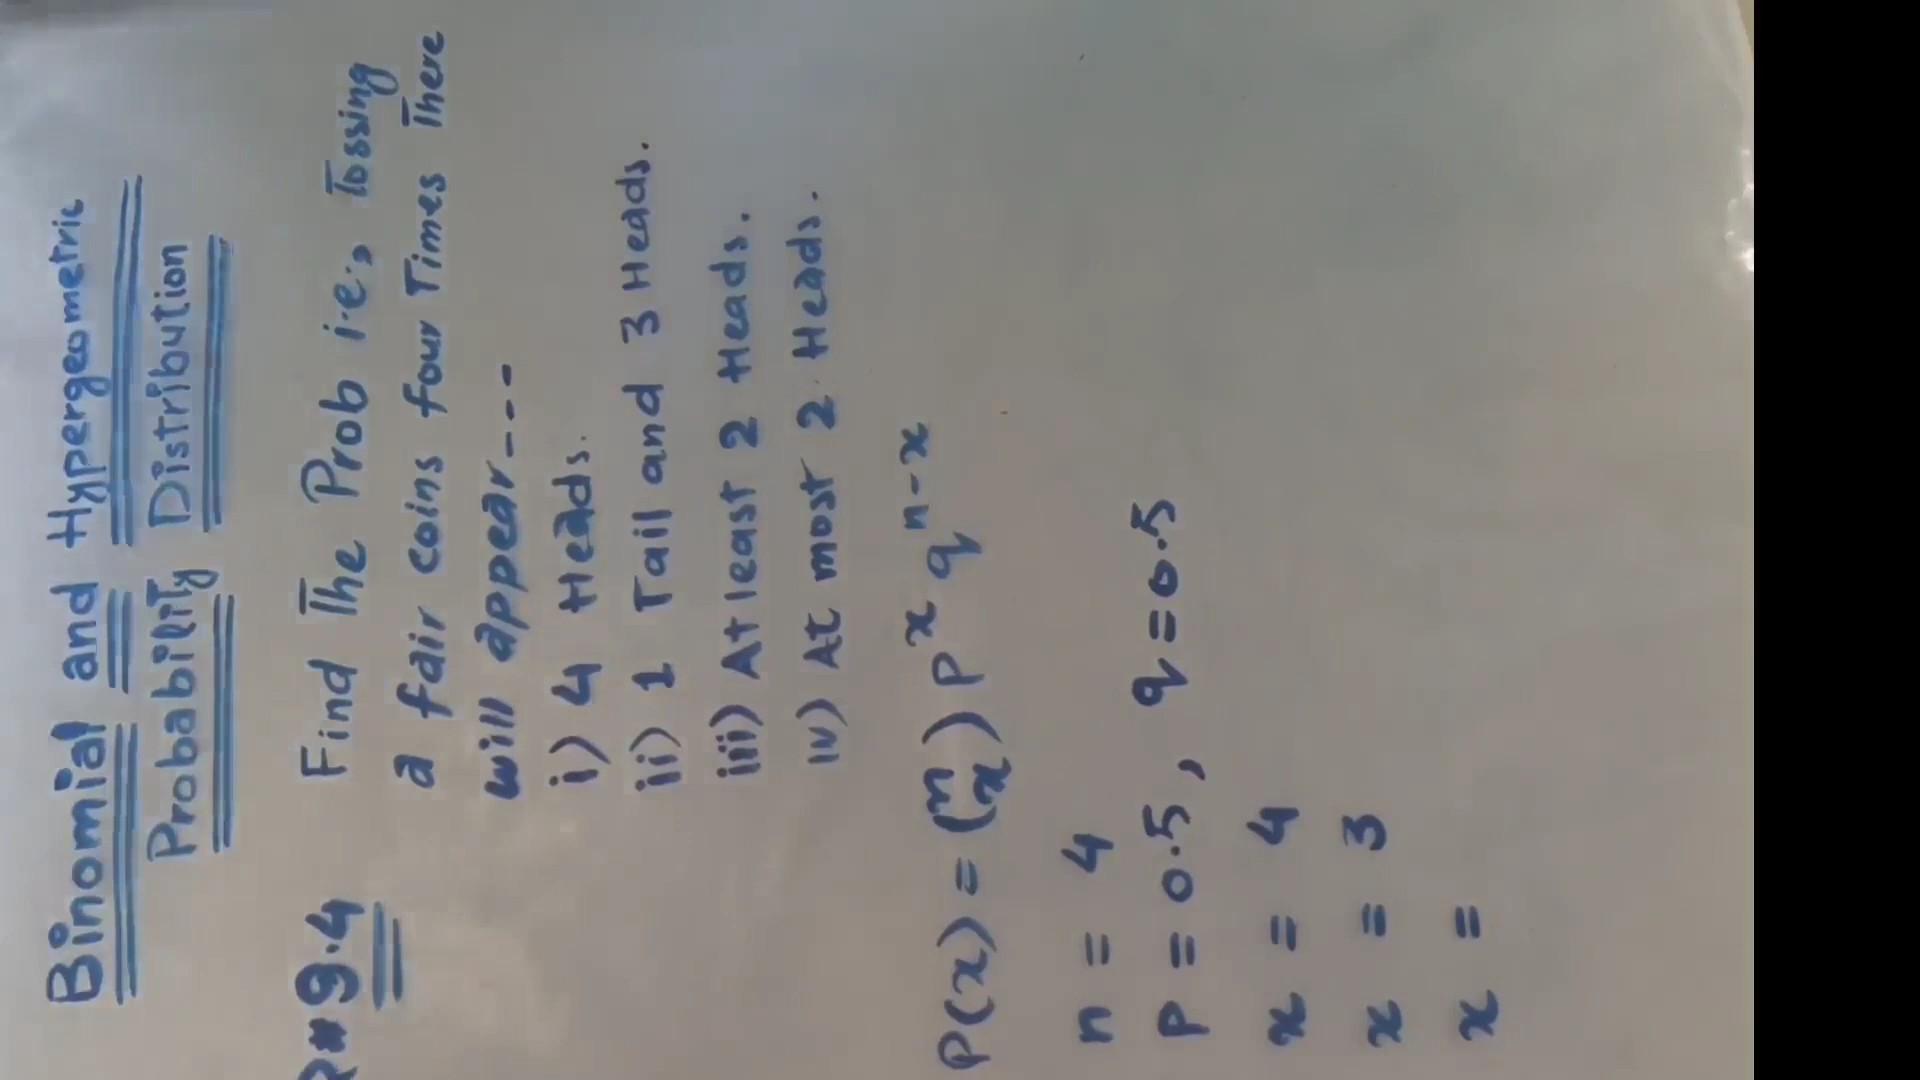 Binomial and Hypergeometric
Probability Distribution
9.4 Find The Prob i.e., Tossing
a fair coins four Times There
will appear---
i) 4 Heads.
ii) 1 Tail and 3 Heads.
iii) At least 2 Heads.
iv) At most 2 Heads.
P(x) = (n x) p^x q^n-x
n = 4
P = 0.5, q = 0.5
x = 4
x = 3
x =